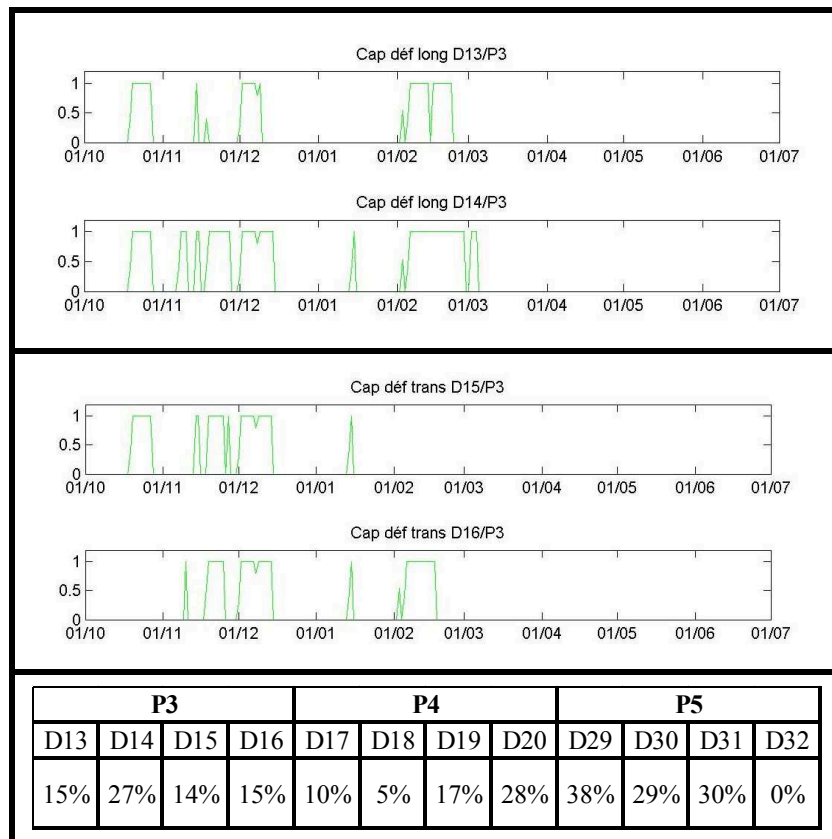 Cap déf long D13/P3
1
0.5
0
01/10 01/11 01/12 01/01 01/02 01/03 01/04 01/05 01/06 01/07
Cap déf long D14/P3
1
0.5
0
01/10 01/11 01/12 01/01 01/02 01/03 01/04 01/05 01/06 01/07
Cap déf trans D15/P3
1
0.5
0
01/10 01/11 01/12 01/01 01/02 01/03 01/04 01/05 01/06 01/07
Cap déf trans D16/P3
1
0.5
0
01/10 01/11 01/12 01/01 01/02 01/03 01/04 01/05 01/06 01/07
P3 P4 P5
D13 D14 D15 D16 D17 D18 D19 D20 D29 D30 D31 D32
15% 27% 14% 15% 10% 5% 17% 28% 38% 29% 30% 0%